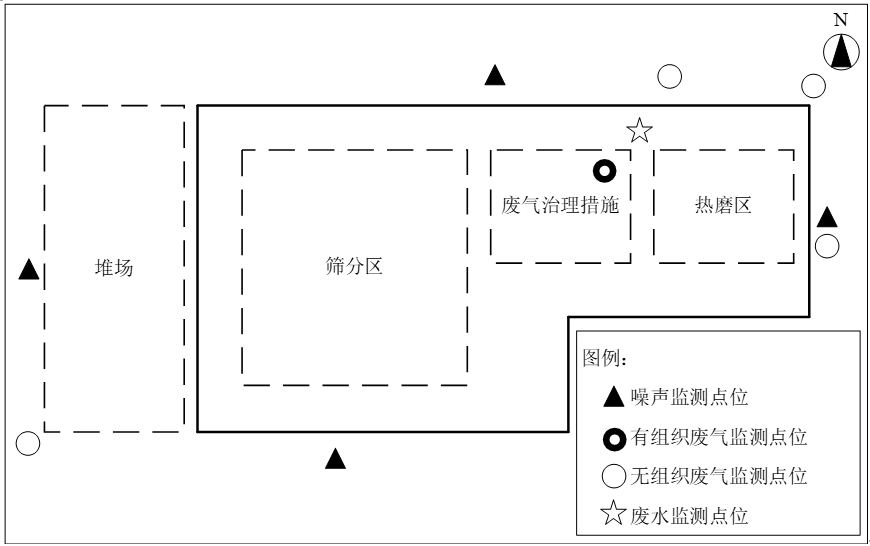 N
废气治理措施
热磨区
堆场
筛分区
图例：
噪声监测点位
有组织废气监测点位
无组织废气监测点位
废水监测点位